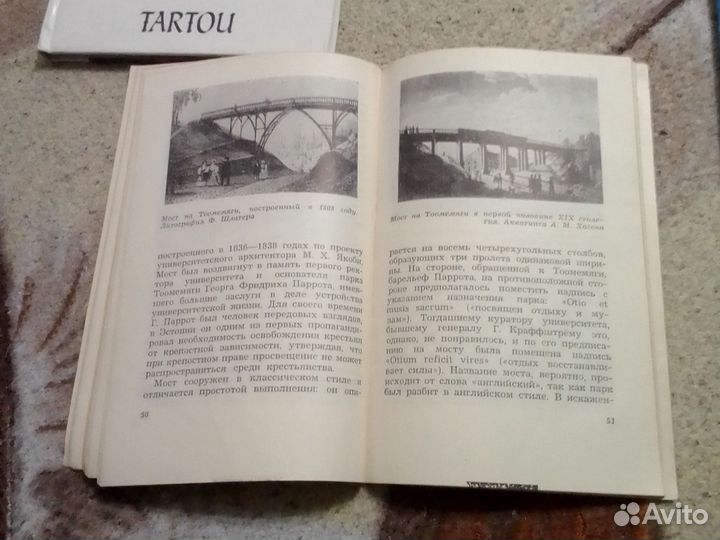 TARTOU
Мост на Тоомемяги, построенный в 1808 году.
Литография Ф. Шлатера
построенного в 1836—1838 годах по проекту
университетского архитектора М. Х. Якоби.
Мост был воздвигнут в память первого рек-
тора университета и основателя парка
Тоомемяги Георга Фридриха Паррота, имев-
шего большие заслуги в деле устройства
университетской жизни. Для своего времени
Г. Паррот был человек передовых взглядов,
в Эстонии он одним из первых пропаганди-
ровал необходимость освобождения крестьян
от крепостной зависимости, утверждая, что
при крепостном праве просвещение не может
распространиться среди крестьянства.
Мост сооружен в классическом стиле и
отличается простотой выполнения: он опи-
50
Мост на Тоомемяги в первой половине XIX столе-
тия. Акватинта А. М. Хагена
рается на восемь четырехугольных столбов,
образующих три пролета одинаковой шири-
ны. На стороне, обращенной к Тоомемяги,
барельеф Паррота, на противоположной сто-
роне предполагалось поместить надпись с
указанием назначения парка: «Otio et
musis sacrum» («посвящен отдыху и му-
зам»). Тогдашнему куратору университета,
бывшему генералу Г. Краффштрёму это,
однако, не понравилось, и по его предписа-
нию на мосту была помещена надпись
«Otium reficit vires» («отдых восстанавли-
вает силы»). Название моста, вероятно, про-
исходит от слова «английский», так как парк
был разбит в английском стиле. В искажен-
51
Avito